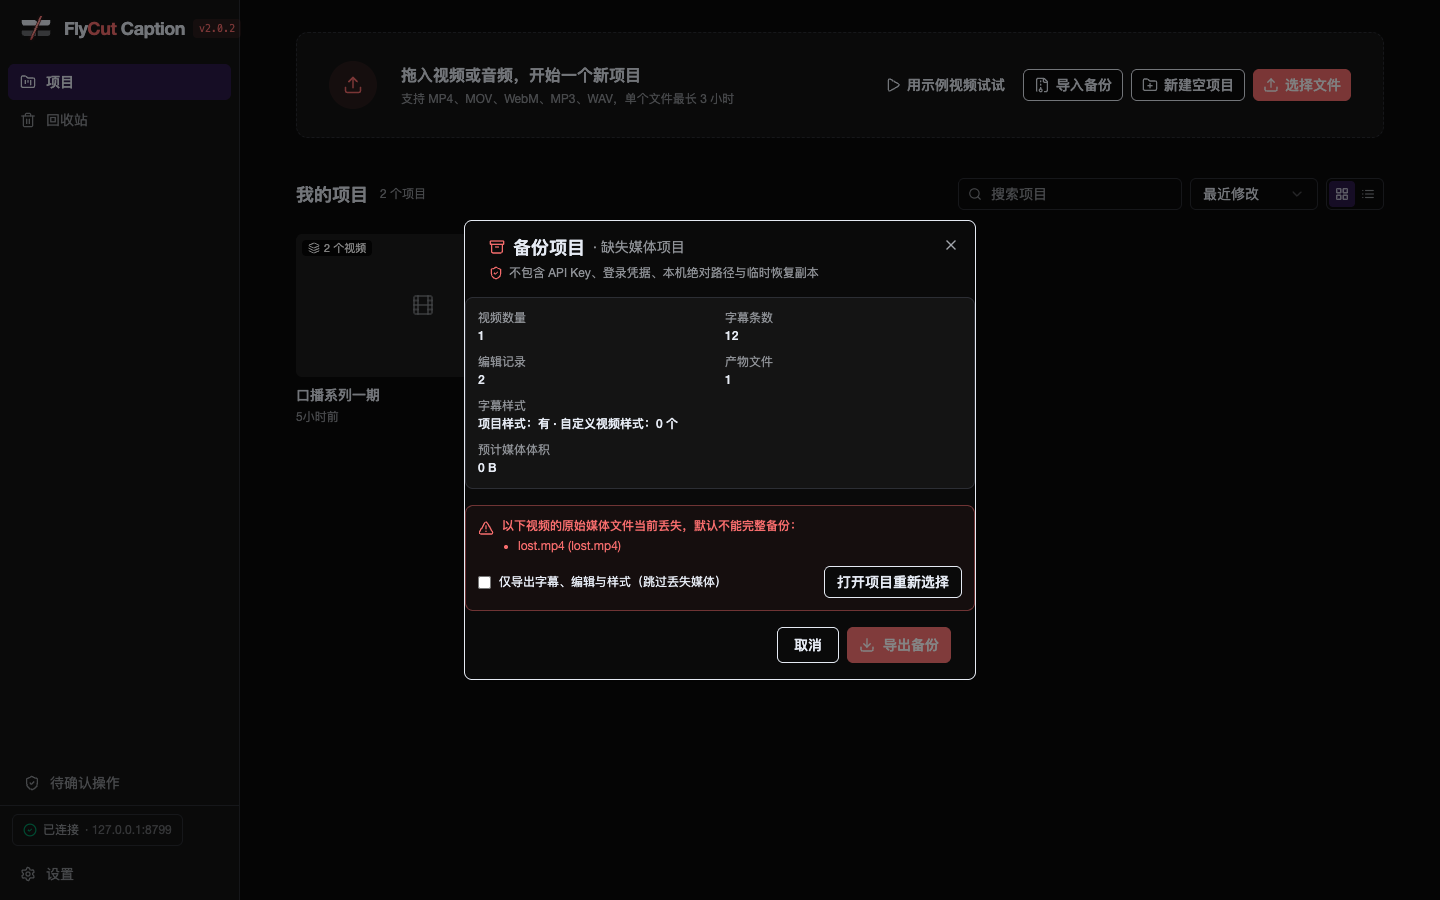 FlyCut Caption v2.0.2
项目
回收站
拖入视频或音频，开始一个新项目
支持 MP4、MOV、WebM、MP3、WAV，单个文件最长 3 小时
用示例视频试试
导入备份
新建空项目
选择文件
我的项目 2 个项目
搜索项目
最近修改
2 个视频
口播系列一期
5小时前
备份项目 · 缺失媒体项目
不包含 API Key、登录凭据、本机绝对路径与临时恢复副本
视频数量
1
字幕条数
12
编辑记录
2
产物文件
1
字幕样式
项目样式：有 · 自定义视频样式：0 个
预计媒体体积
0 B
以下视频的原始媒体文件当前丢失，默认不能完整备份：
lost.mp4 (lost.mp4)
仅导出字幕、编辑与样式（跳过丢失媒体）
打开项目重新选择
取消
导出备份
待确认操作
已连接 · 127.0.0.1:8799
设置